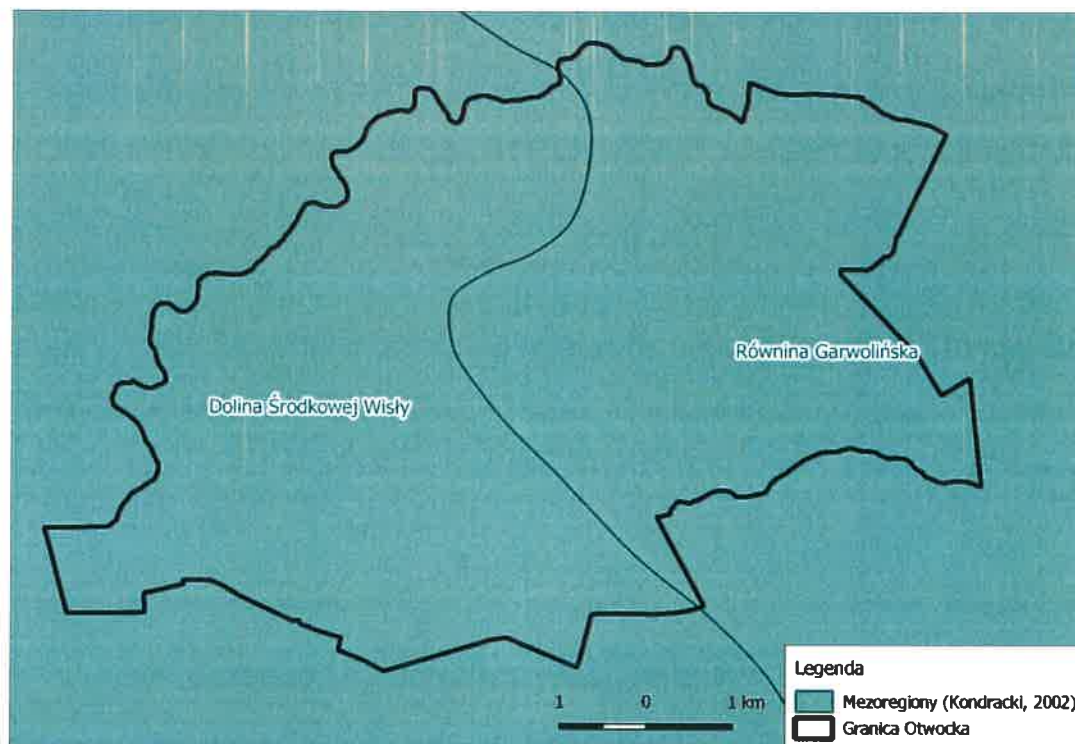 Równina Garwolińska
Dolina Środkowej Wisły
1 0 1 km
Legenda
Mezoregiony (Kondracki, 2002)
Granica Otwocka